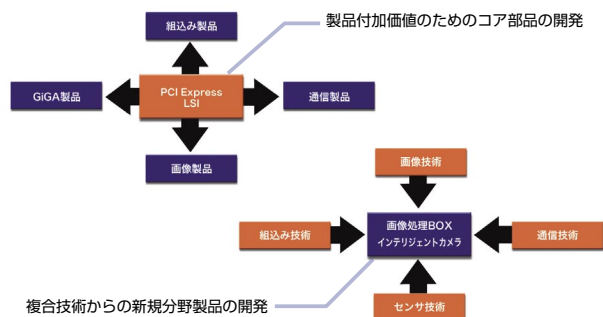 組込み製品
製品付加価値のためのコア部品の開発
GiGA製品
PCI Express
LSI
通信製品
画像製品
画像技術
組込み技術
画像処理BOX
インテリジェントカメラ
通信技術
複合技術からの新規分野製品の開発
センサ技術